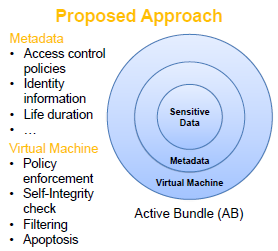 Proposed Approach
Metadata
• Access control
policies
• Identity
information
• Life duration
• …
Virtual Machine
• Policy
enforcement
• Self-Integrity
check
• Filtering
• Apoptosis
Sensitive
Data
Metadata
Virtual Machine
Active Bundle (AB)